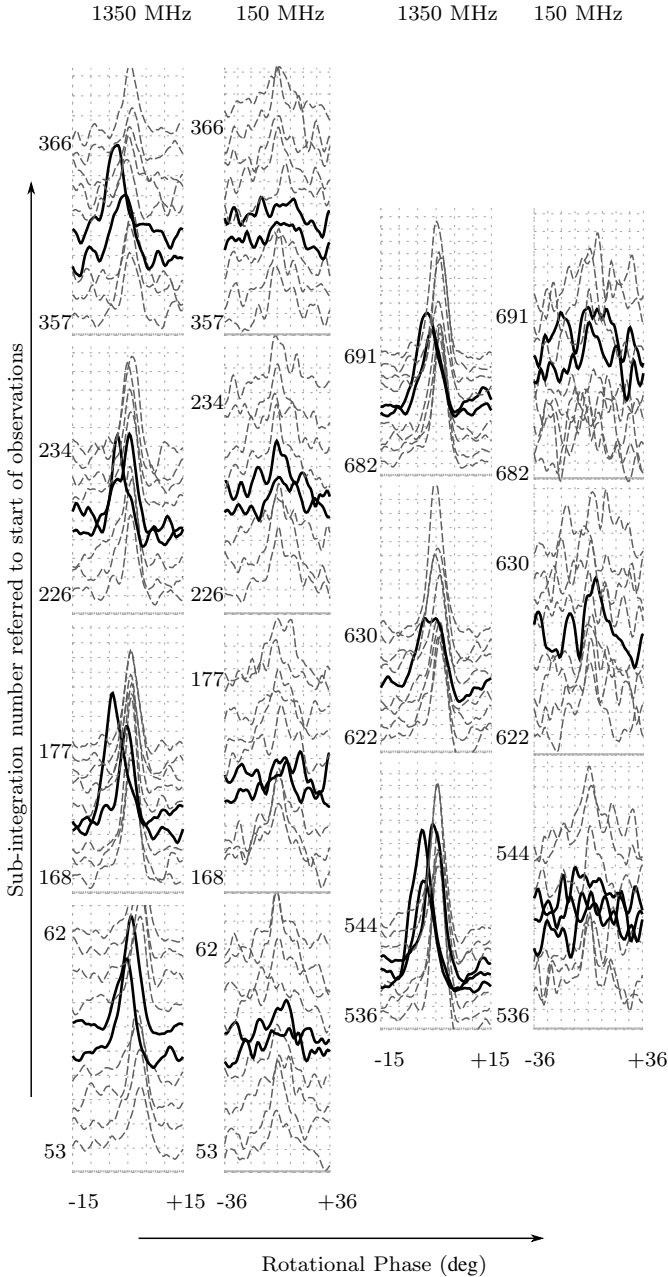 1350 MHz 150 MHz 1350 MHz 150 MHz
366 366
357 357
691 691
682 682
234 234
226 226
630 630
622 622
177 177
168 168
544 544
536 536
62 62
53 53
-15 +15 -36 +36
-15 +15 -36 +36
Sub-integration number referred to start of observations
Rotational Phase (deg)